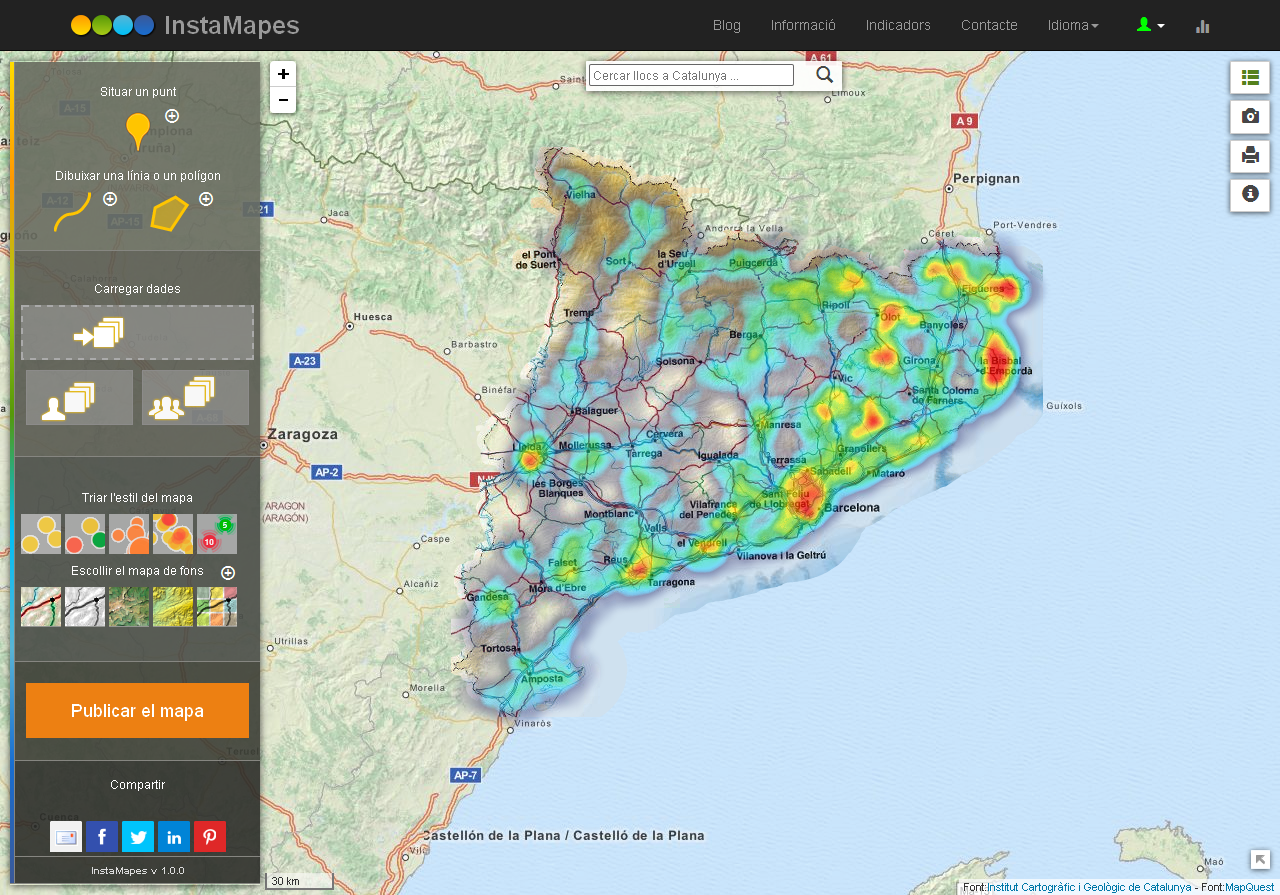 InstaMapes
Blog
Informació
Indicadors
Contacte
Idioma
Situar un punt
Dibuixar una línia o un polígon
Carregar dades
Triar l'estil del mapa
5
10
Escollir el mapa de fons
Publicar el mapa
Compartir
InstaMapes v 1.0.0
+
-
Cercar llocs a Catalunya ...
A 61
Limoux
A 9
Perpignan
Port-Vendres
Céret
A-15
A-12
AP-15
A-21
Jaca
Andorra la Vella
Vielha
el Pont
de Suert
Sort
la Seu
d'Urgell
Puigcerdà
Figueres
Ripoll
Olot
Banyoles
Huesca
Tremp
Berga
Barbastro
A-23
Solsona
Girona
la Bisbal
d'Empordà
Vic
Santa Coloma
de Farners
Binéfar
Guíxols
Balaguer
Manresa
Zaragoza
Cervera
Mollerussa
Tàrrega
Igualada
Granollers
Lleida
Terrassa
Sabadell
Mataró
AP-2
les Borges
Blanques
Sant Feliu
de Llobregat
Barcelona
ARAGON
(ARAGÓN)
Montblanc
Vilafranca
del Penedès
Valls
el Vendrell
Vilanova i la Geltrú
Caspe
Falset
Reus
Tarragona
Alcañiz
Móra d'Ebre
Gandesa
Utrillas
Tortosa
Amposta
Morella
Vinaròs
AP-7
Castellón de la Plana / Castelló de la Plana
Maó
30 km
Font:Institut Cartogràfic i Geològic de Catalunya - Font:MapQuest